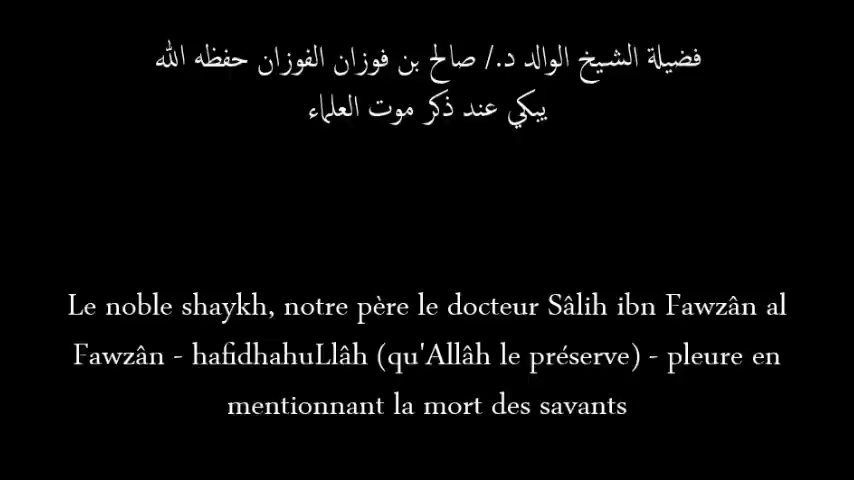 فضيلة الشيخ الوالد د./ صالح بن فوزان الفوزان حفظه الله
يبكي عند ذكر موت العلماء
Le noble shaykh, notre père le docteur Sâlih ibn Fawzân al
Fawzân - hafidhahuLlâh (qu'Allâh le préserve) - pleure en
mentionnant la mort des savants